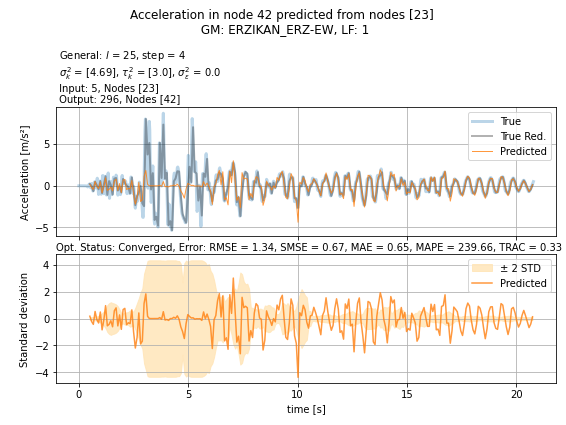 Acceleration in node 42 predicted from nodes [23]
GM: ERZIKAN_ERZ-EW, LF: 1
General: l = 25, step = 4
σ²ₖ = [4.69], τ²ₖ = [3.0], σ²ε = 0.0
Input: 5, Nodes [23]
Output: 296, Nodes [42]
Acceleration [m/s²]
5
0
−5
True
True Red.
Predicted
Opt. Status: Converged, Error: RMSE = 1.34, SMSE = 0.67, MAE = 0.65, MAPE = 239.66, TRAC = 0.33
Standard deviation
4
2
0
−2
−4
± 2 STD
Predicted
0
5
10
15
20
time [s]